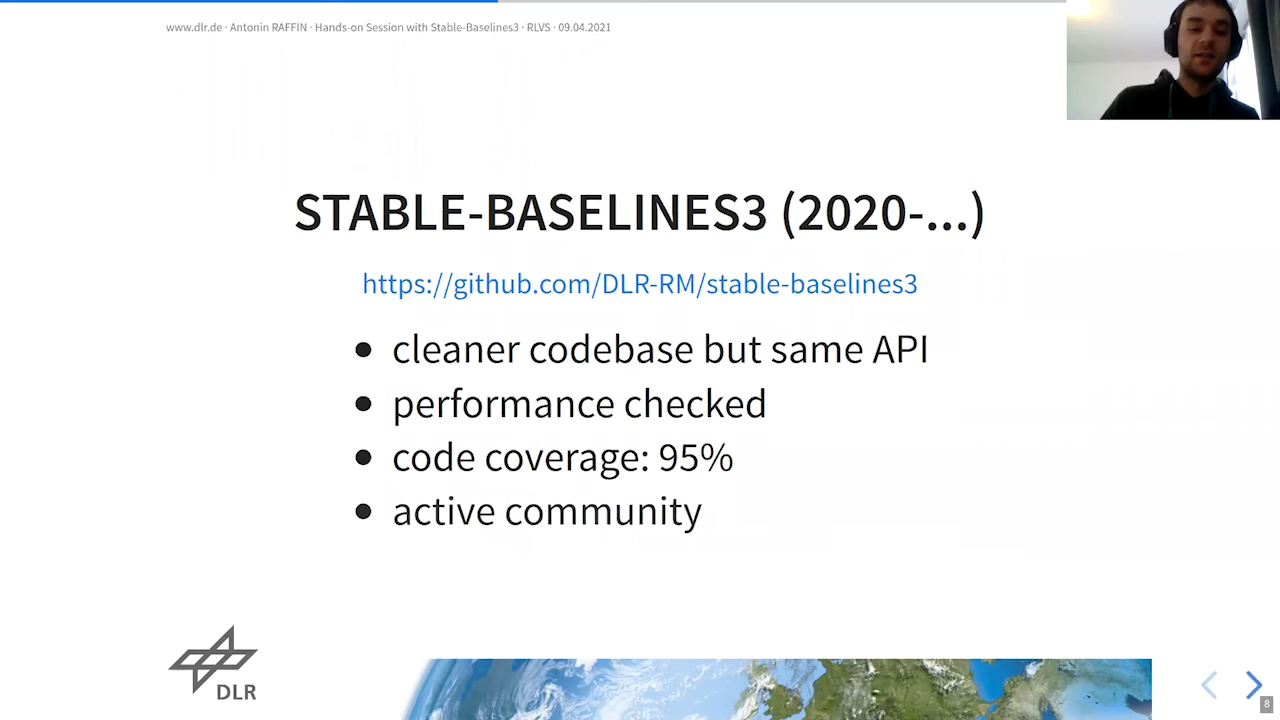 www.dlr.de · Antonin RAFFIN · Hands-on Session with Stable-Baselines3 · RLVS · 09.04.2021
STABLE-BASELINES3 (2020-...)
https://github.com/DLR-RM/stable-baselines3
• cleaner codebase but same API
• performance checked
• code coverage: 95%
• active community
DLR
8